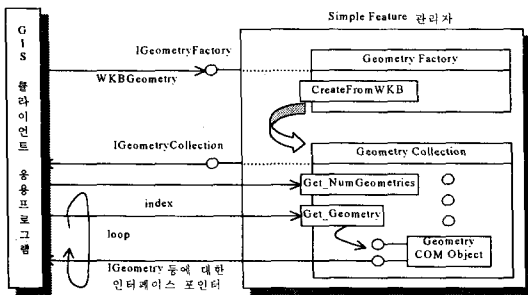 Simple Feature 관리자
GIS 클라이언트 응용프로그램
IGeometryFactory
WKBGeometry
Geometry Factory
CreateFromWKB
IGeometryCollection
Geometry Collection
Get_NumGeometries
index
Get_Geometry
loop
Geometry
COM Object
IGeometry 등에 대한
인터페이스 포인터